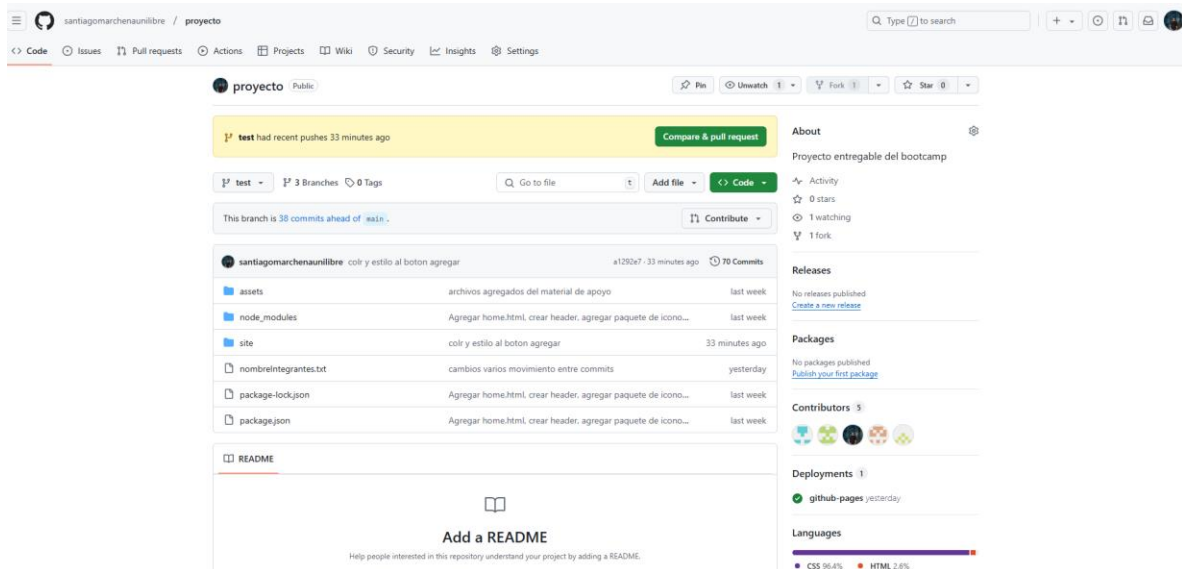 santiagomarchenaunilibre / proyecto
Type / to search
Code Issues Pull requests Actions Projects Wiki Security Insights Settings
proyecto Public
Pin Unwatch 1 Fork 1 Star 0
test had recent pushes 33 minutes ago
Compare & pull request
test 3 Branches 0 Tags
Go to file t
Add file
<> Code
This branch is 38 commits ahead of main .
Contribute
santiagomarchenaunilibre colr y estilo al boton agregar a1292e7 · 33 minutes ago 70 Commits
assets archivos agregados del material de apoyo last week
node_modules Agregar home.html, crear header, agregar paquete de icono... last week
site colr y estilo al boton agregar 33 minutes ago
nombreIntegrantes.txt cambios varios movimiento entre commits yesterday
package-lock.json Agregar home.html, crear header, agregar paquete de icono... last week
package.json Agregar home.html, crear header, agregar paquete de icono... last week
README
Add a README
Help people interested in this repository understand your project by adding a README.
About
Proyecto entregable del bootcamp
Activity
0 stars
1 watching
1 fork
Releases
No releases published
Create a new release
Packages
No packages published
Publish your first package
Contributors 5
Deployments 1
github-pages yesterday
Languages
CSS 96.4% HTML 2.6%